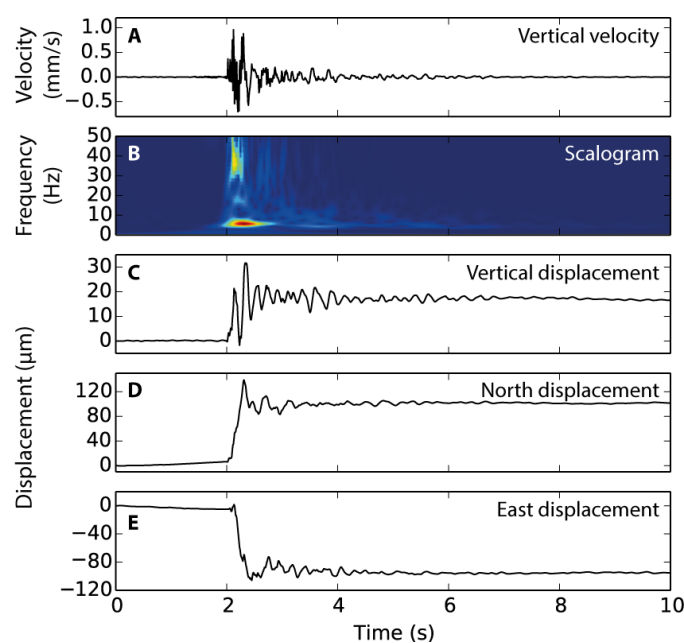 A
Vertical velocity
Velocity
(mm/s)
1.0
0.5
0.0
−0.5
B
Scalogram
Frequency
(Hz)
50
40
30
20
10
0
C
Vertical displacement
30
20
10
0
Displacement (μm)
D
North displacement
120
80
40
0
E
East displacement
0
−40
−80
−120
0
2
4
6
8
10
Time (s)